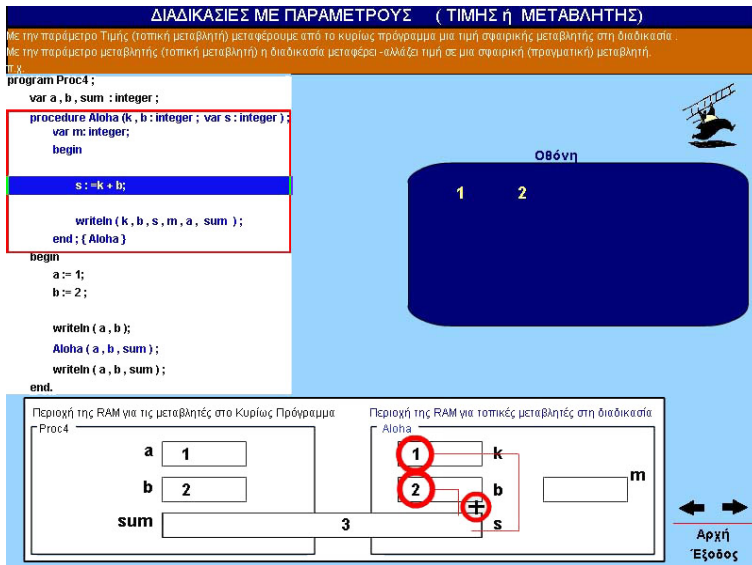 ΔΙΑΔΙΚΑΣΙΕΣ ΜΕ ΠΑΡΑΜΕΤΡΟΥΣ ( ΤΙΜΗΣ ή ΜΕΤΑΒΛΗΤΗΣ)
Με την παράμετρο Τιμής (τοπική μεταβλητή) μεταφέρουμε από το κυρίως πρόγραμμα μια τιμή σφαιρικής μεταβλητής στη διαδικασία .
Με την παράμετρο μεταβλητής (τοπική μεταβλητή) η διαδικασία μεταφέρει -αλλάζει τιμή σε μια σφαιρική (πραγματική) μεταβλητή.
π.χ.
program Proc4 ;
var a , b , sum : integer ;
procedure Aloha (k , b : integer ; var s : integer ) ;
var m: integer;
begin
s : =k + b;
writeln ( k , b , s , m , a , sum ) ;
end ; { Aloha }
begin
a := 1;
b := 2 ;
writeln ( a , b );
Aloha ( a , b , sum ) ;
writeln ( a , b , sum ) ;
end.
Οθόνη
1 2
Περιοχή της RAM για τις μεταβλητές στο Κυρίως Πρόγραμμα
Proc4
a 1
b 2
sum 3
Περιοχή της RAM για τοπικές μεταβλητές στη διαδικασία
Aloha
1 k
2 b
+
s
m
Αρχή
Έξοδος